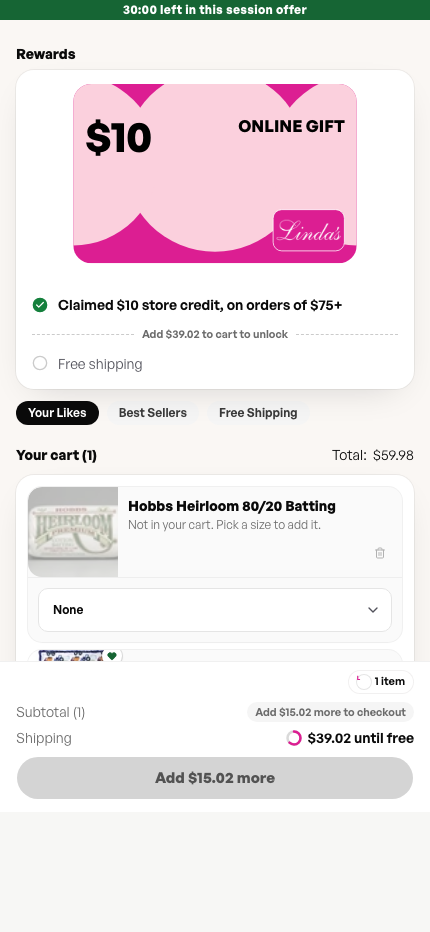 30:00 left in this session offer
Rewards
$10
ONLINE GIFT
Linda's
Claimed $10 store credit, on orders of $75+
Add $39.02 to cart to unlock
Free shipping
Your Likes
Best Sellers
Free Shipping
Your cart (1)
Total: $59.98
HOBBS
HEIRLOOM
PREMIUM
Hobbs Heirloom 80/20 Batting
Not in your cart. Pick a size to add it.
None
1 item
Subtotal (1)
Add $15.02 more to checkout
Shipping
$39.02 until free
Add $15.02 more